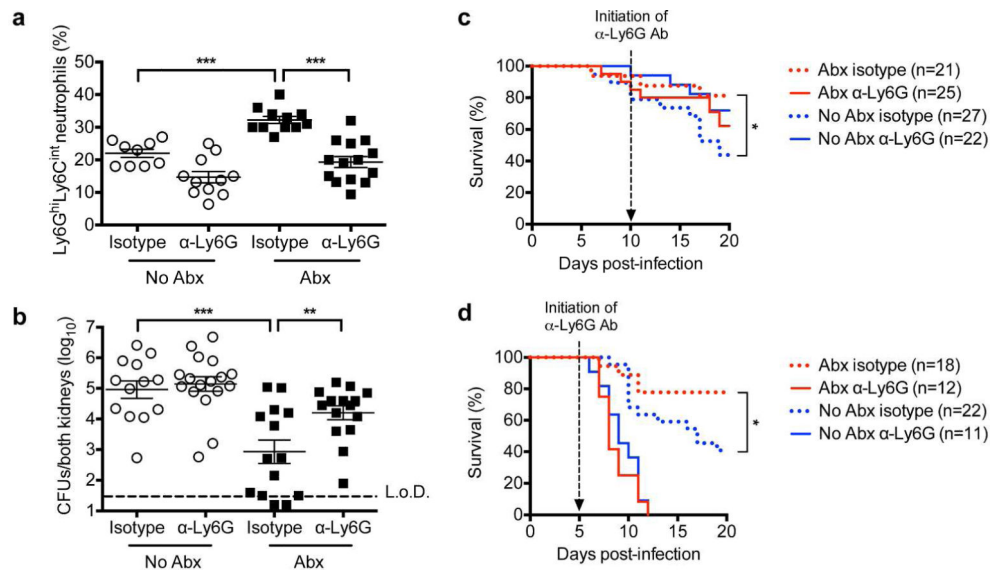 a
Ly6GhiLy6Cint neutrophils (%)
50
40
30
20
10
0
***
***
Isotype
α-Ly6G
Isotype
α-Ly6G
No Abx
Abx
b
CFUs/both kidneys (log10)
7
6
5
4
3
2
1
***
**
L.o.D.
Isotype
α-Ly6G
Isotype
α-Ly6G
No Abx
Abx
c
Initiation of
α-Ly6G Ab
Survival (%)
100
80
60
40
20
0
0 5 10 15 20
Days post-infection
Abx isotype (n=21)
Abx α-Ly6G (n=25)
No Abx isotype (n=27)
No Abx α-Ly6G (n=22)
*
d
Initiation of
α-Ly6G Ab
Survival (%)
100
80
60
40
20
0
0 5 10 15 20
Days post-infection
Abx isotype (n=18)
Abx α-Ly6G (n=12)
No Abx isotype (n=22)
No Abx α-Ly6G (n=11)
*